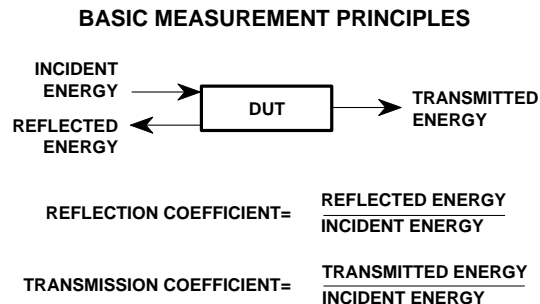 BASIC MEASUREMENT PRINCIPLES
INCIDENT
ENERGY
REFLECTED
ENERGY
DUT
TRANSMITTED
ENERGY
REFLECTION COEFFICIENT=
REFLECTED ENERGY
INCIDENT ENERGY
TRANSMISSION COEFFICIENT=
TRANSMITTED ENERGY
INCIDENT ENERGY